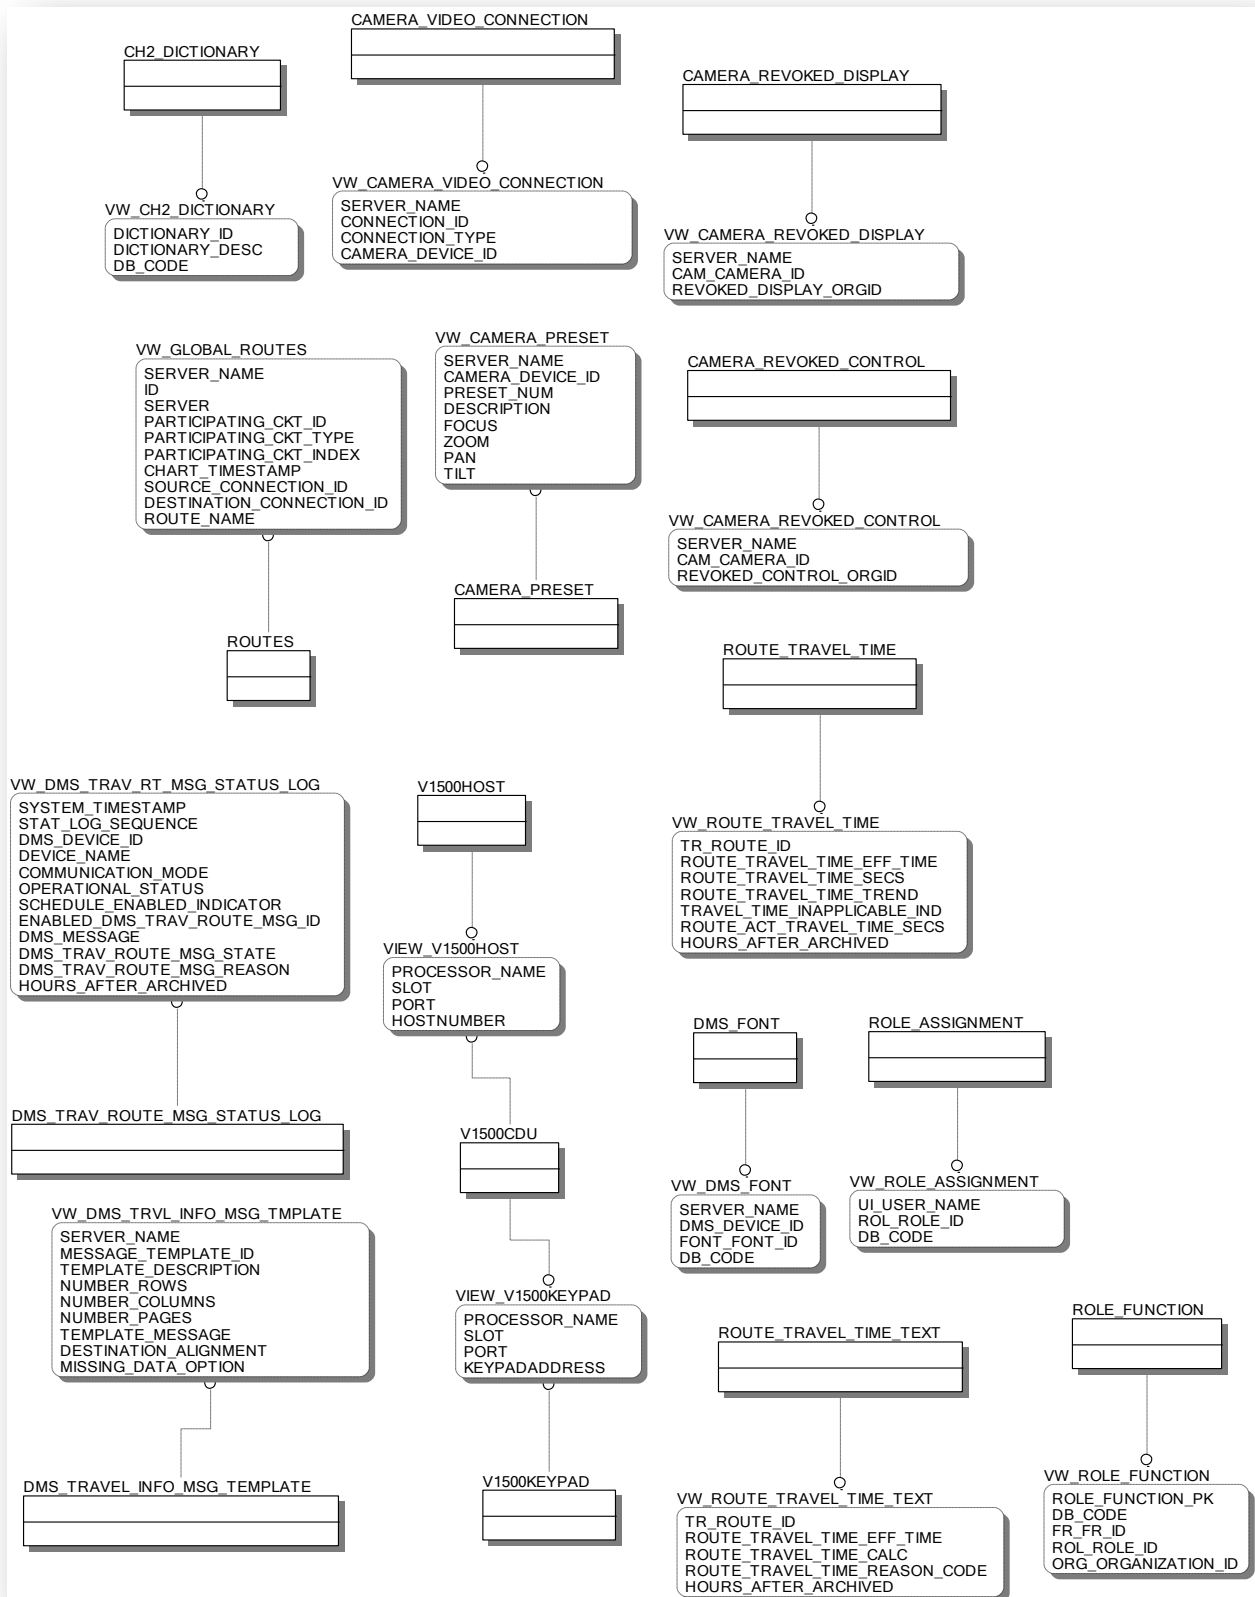 CAMERA_VIDEO_CONNECTION
CH2_DICTIONARY
CAMERA_REVOKED_DISPLAY
VW_CAMERA_VIDEO_CONNECTION
SERVER_NAME
CONNECTION_ID
CONNECTION_TYPE
CAMERA_DEVICE_ID
VW_CH2_DICTIONARY
DICTIONARY_ID
DICTIONARY_DESC
DB_CODE
VW_CAMERA_REVOKED_DISPLAY
SERVER_NAME
CAM_CAMERA_ID
REVOKED_DISPLAY_ORGID
VW_GLOBAL_ROUTES
SERVER_NAME
ID
SERVER
PARTICIPATING_CKT_ID
PARTICIPATING_CKT_TYPE
PARTICIPATING_CKT_INDEX
CHART_TIMESTAMP
SOURCE_CONNECTION_ID
DESTINATION_CONNECTION_ID
ROUTE_NAME
VW_CAMERA_PRESET
SERVER_NAME
CAMERA_DEVICE_ID
PRESET_NUM
DESCRIPTION
FOCUS
ZOOM
PAN
TILT
CAMERA_REVOKED_CONTROL
VW_CAMERA_REVOKED_CONTROL
SERVER_NAME
CAM_CAMERA_ID
REVOKED_CONTROL_ORGID
CAMERA_PRESET
ROUTES
ROUTE_TRAVEL_TIME
VW_DMS_TRAV_RT_MSG_STATUS_LOG
SYSTEM_TIMESTAMP
STAT_LOG_SEQUENCE
DMS_DEVICE_ID
DEVICE_NAME
COMMUNICATION_MODE
OPERATIONAL_STATUS
SCHEDULE_ENABLED_INDICATOR
ENABLED_DMS_TRAV_ROUTE_MSG_ID
DMS_MESSAGE
DMS_TRAV_ROUTE_MSG_STATE
DMS_TRAV_ROUTE_MSG_REASON
HOURS_AFTER_ARCHIVED
V1500HOST
VW_ROUTE_TRAVEL_TIME
TR_ROUTE_ID
ROUTE_TRAVEL_TIME_EFF_TIME
ROUTE_TRAVEL_TIME_SECS
ROUTE_TRAVEL_TIME_TREND
TRAVEL_TIME_INAPPLICABLE_IND
ROUTE_ACT_TRAVEL_TIME_SECS
HOURS_AFTER_ARCHIVED
VIEW_V1500HOST
PROCESSOR_NAME
SLOT
PORT
HOSTNUMBER
DMS_FONT
ROLE_ASSIGNMENT
DMS_TRAV_ROUTE_MSG_STATUS_LOG
V1500CDU
VW_DMS_FONT
SERVER_NAME
DMS_DEVICE_ID
FONT_FONT_ID
DB_CODE
VW_ROLE_ASSIGNMENT
UI_USER_NAME
ROL_ROLE_ID
DB_CODE
VW_DMS_TRVL_INFO_MSG_TMPLATE
SERVER_NAME
MESSAGE_TEMPLATE_ID
TEMPLATE_DESCRIPTION
NUMBER_ROWS
NUMBER_COLUMNS
NUMBER_PAGES
TEMPLATE_MESSAGE
DESTINATION_ALIGNMENT
MISSING_DATA_OPTION
VIEW_V1500KEYPAD
PROCESSOR_NAME
SLOT
PORT
KEYPADADDRESS
ROUTE_TRAVEL_TIME_TEXT
ROLE_FUNCTION
DMS_TRAVEL_INFO_MSG_TEMPLATE
V1500KEYPAD
VW_ROUTE_TRAVEL_TIME_TEXT
TR_ROUTE_ID
ROUTE_TRAVEL_TIME_EFF_TIME
ROUTE_TRAVEL_TIME_CALC
ROUTE_TRAVEL_TIME_REASON_CODE
HOURS_AFTER_ARCHIVED
VW_ROLE_FUNCTION
ROLE_FUNCTION_PK
DB_CODE
FR_FR_ID
ROL_ROLE_ID
ORG_ORGANIZATION_ID